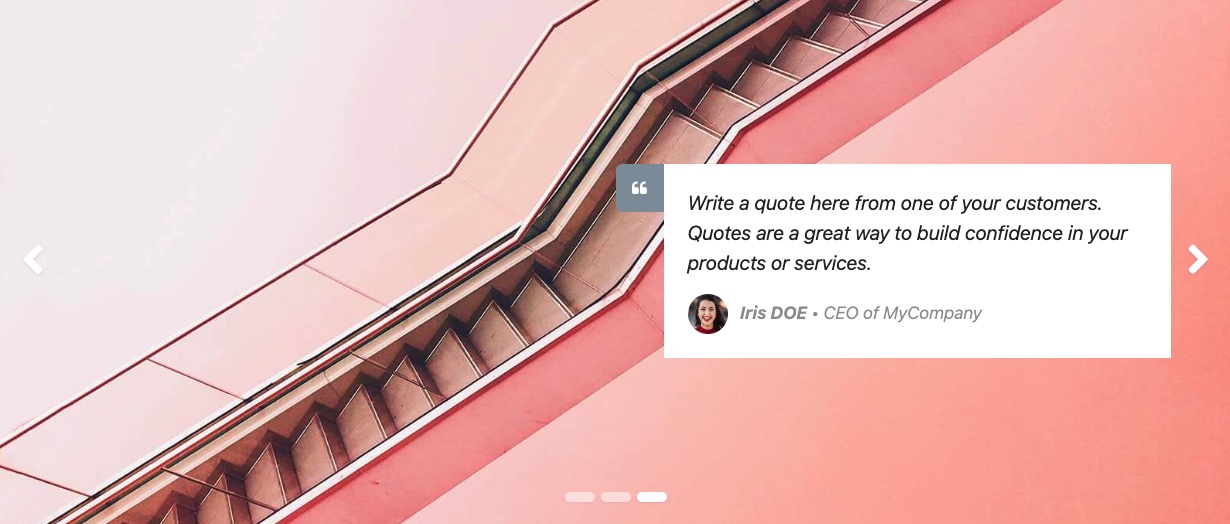 Write a quote here from one of your customers.
Quotes are a great way to build confidence in your
products or services.
Iris DOE • CEO of MyCompany